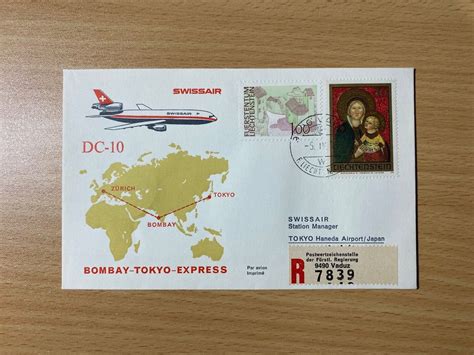 SWISSAIR
SWISSAIR
DC-10
ZÜRICH
TOKYO
BOMBAY
BOMBAY–TOKYO–EXPRESS
FÜRSTENTUM
LIECHTENSTEIN
100
LIECHTENSTEIN
SWISSAIR
Station Manager
TOKYO Haneda Airport/Japan
Par avion
Imprimé
Postwertzeichenstelle
der Fürstl. Regierung
9490 Vaduz
R
7839